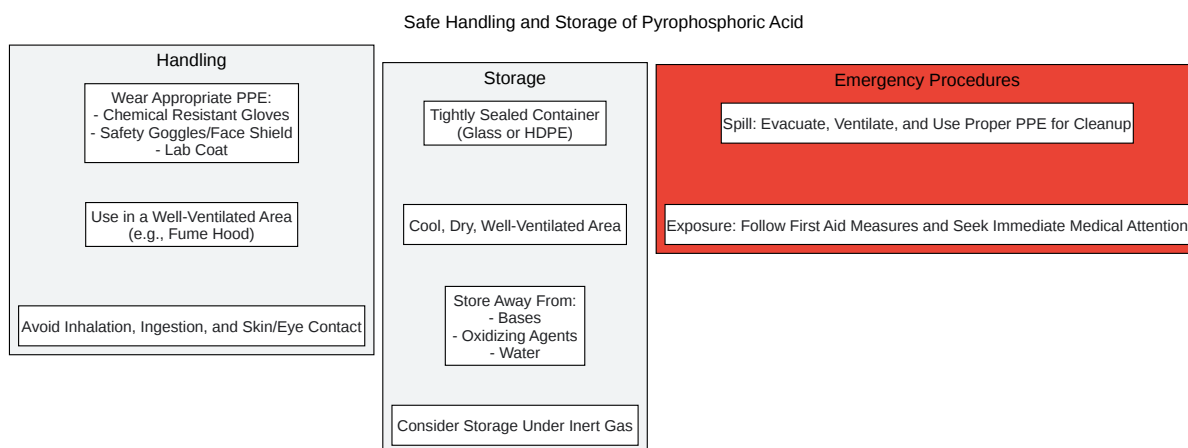 Safe Handling and Storage of Pyrophosphoric Acid
Handling
Wear Appropriate PPE:
- Chemical Resistant Gloves
- Safety Goggles/Face Shield
- Lab Coat
Use in a Well-Ventilated Area
(e.g., Fume Hood)
Avoid Inhalation, Ingestion, and Skin/Eye Contact
Storage
Tightly Sealed Container
(Glass or HDPE)
Cool, Dry, Well-Ventilated Area
Store Away From:
- Bases
- Oxidizing Agents
- Water
Consider Storage Under Inert Gas
Emergency Procedures
Spill: Evacuate, Ventilate, and Use Proper PPE for Cleanup
Exposure: Follow First Aid Measures and Seek Immediate Medical Attention